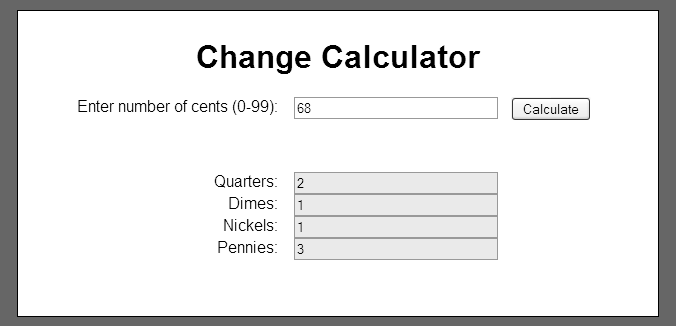 Change Calculator
Enter number of cents (0-99): 68 Calculate
Quarters: 2
Dimes: 1
Nickels: 1
Pennies: 3